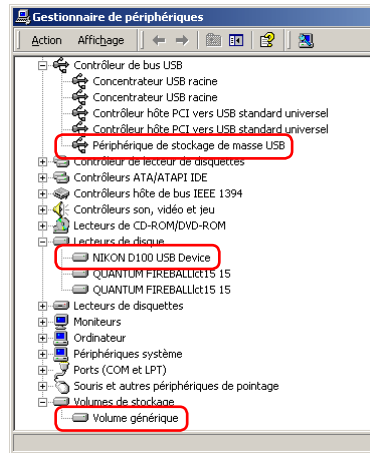 Gestionnaire de périphériques
Action Affichage
Contrôleur de bus USB
Concentrateur USB racine
Concentrateur USB racine
Contrôleur hôte PCI vers USB standard universel
Contrôleur hôte PCI vers USB standard universel
Périphérique de stockage de masse USB
Contrôleur de lecteur de disquettes
Contrôleurs ATA/ATAPI IDE
Contrôleurs hôte de bus IEEE 1394
Contrôleurs son, vidéo et jeu
Lecteurs de CD-ROM/DVD-ROM
Lecteurs de disque
NIKON D100 USB Device
QUANTUM FIREBALLlct15 15
QUANTUM FIREBALLlct15 15
Lecteurs de disquettes
Moniteurs
Ordinateur
Périphériques système
Ports (COM et LPT)
Souris et autres périphériques de pointage
Volumes de stockage
Volume générique